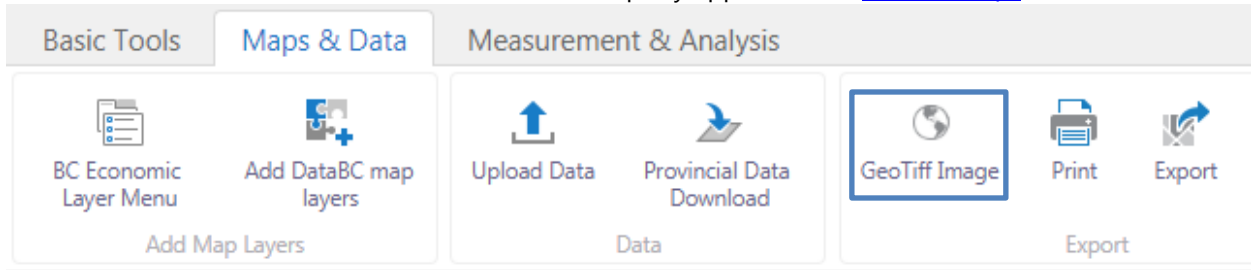 Basic Tools
Maps & Data
Measurement & Analysis
BC Economic
Layer Menu
Add DataBC map
layers
Add Map Layers
Upload Data
Provincial Data
Download
Data
GeoTiff Image
Print
Export
Export